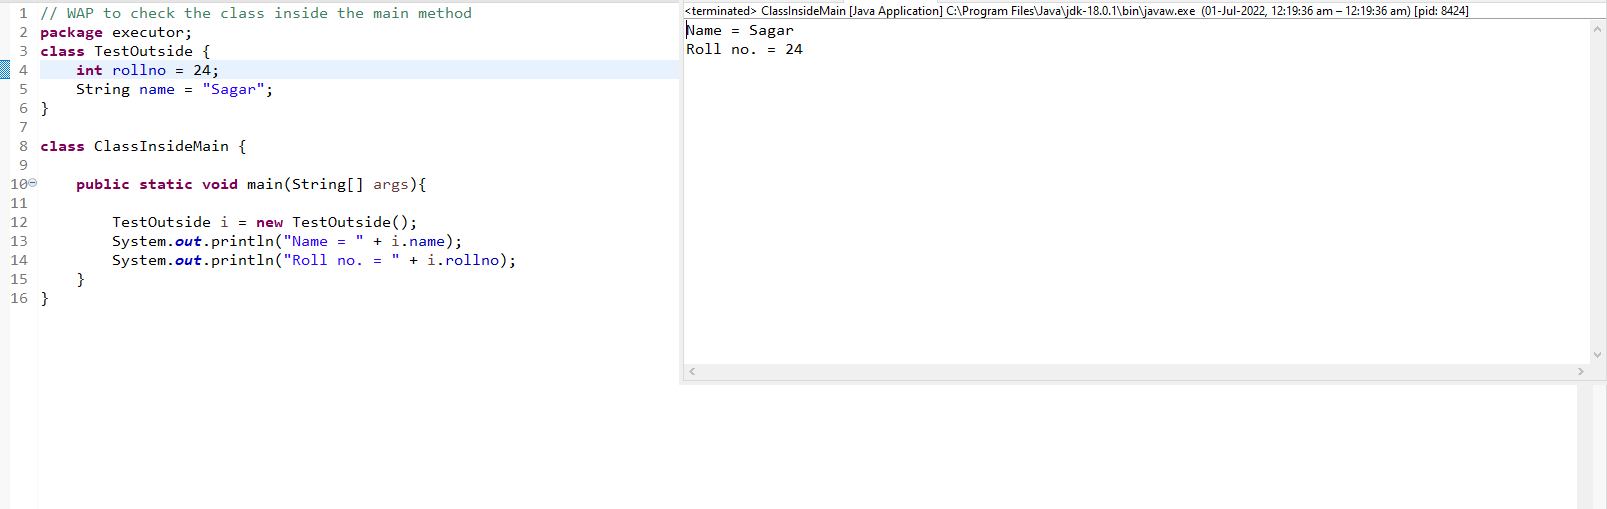 1 // WAP to check the class inside the main method
2 package executor;
3 class TestOutside {
4     int rollno = 24;
5     String name = "Sagar";
6 }
7
8 class ClassInsideMain {
9
10     public static void main(String[] args){
11
12         TestOutside i = new TestOutside();
13         System.out.println("Name = " + i.name);
14         System.out.println("Roll no. = " + i.rollno);
15     }
16 }
<terminated> ClassInsideMain [Java Application] C:\Program Files\Java\jdk-18.0.1\bin\javaw.exe (01-Jul-2022, 12:19:36 am – 12:19:36 am) [pid: 8424]
Name = Sagar
Roll no. = 24